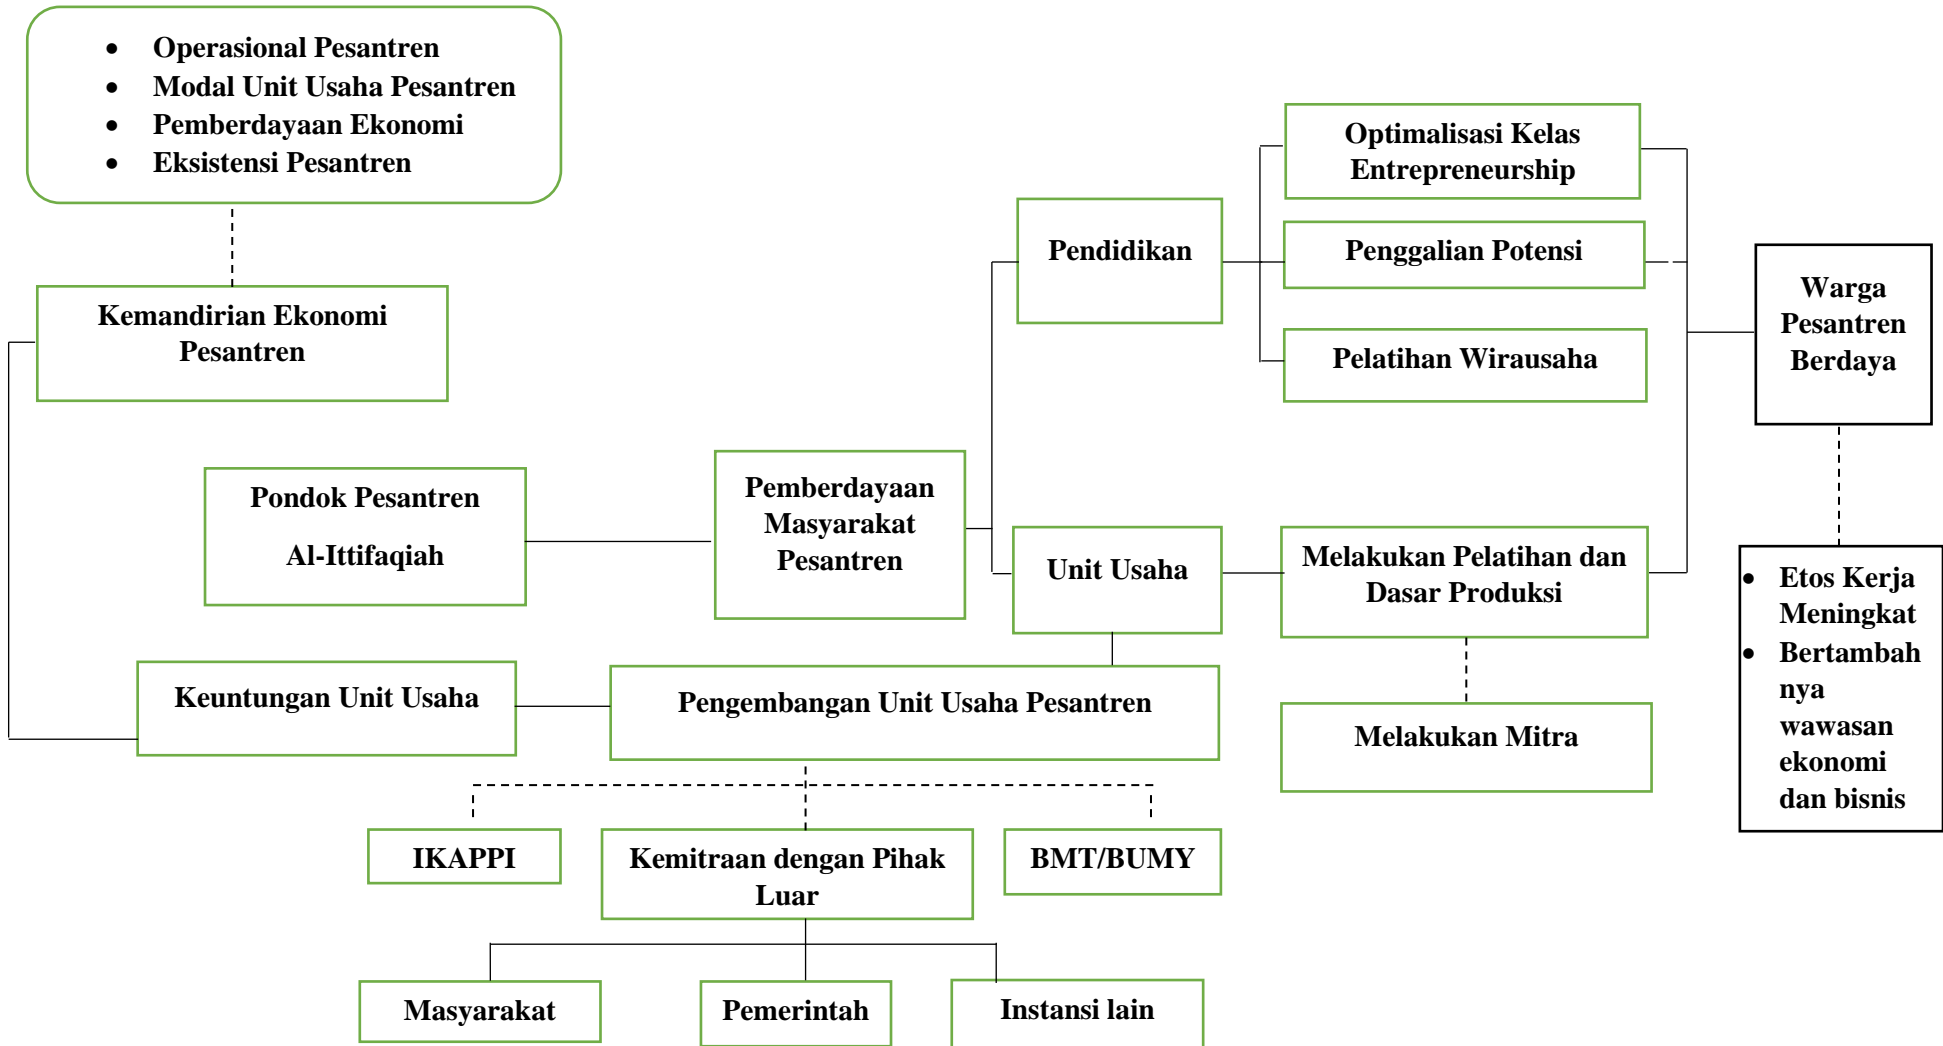 • Operasional Pesantren
• Modal Unit Usaha Pesantren
• Pemberdayaan Ekonomi
• Eksistensi Pesantren
Kemandirian Ekonomi
Pesantren
Pondok Pesantren
Al-Ittifaqiah
Pemberdayaan
Masyarakat
Pesantren
Pendidikan
Optimalisasi Kelas
Entrepreneurship
Penggalian Potensi
Pelatihan Wirausaha
Warga
Pesantren
Berdaya
Unit Usaha
Melakukan Pelatihan dan
Dasar Produksi
• Etos Kerja
Meningkat
• Bertambah
nya
wawasan
ekonomi
dan bisnis
Keuntungan Unit Usaha
Pengembangan Unit Usaha Pesantren
Melakukan Mitra
IKAPPI
Kemitraan dengan Pihak
Luar
BMT/BUMY
Masyarakat
Pemerintah
Instansi lain